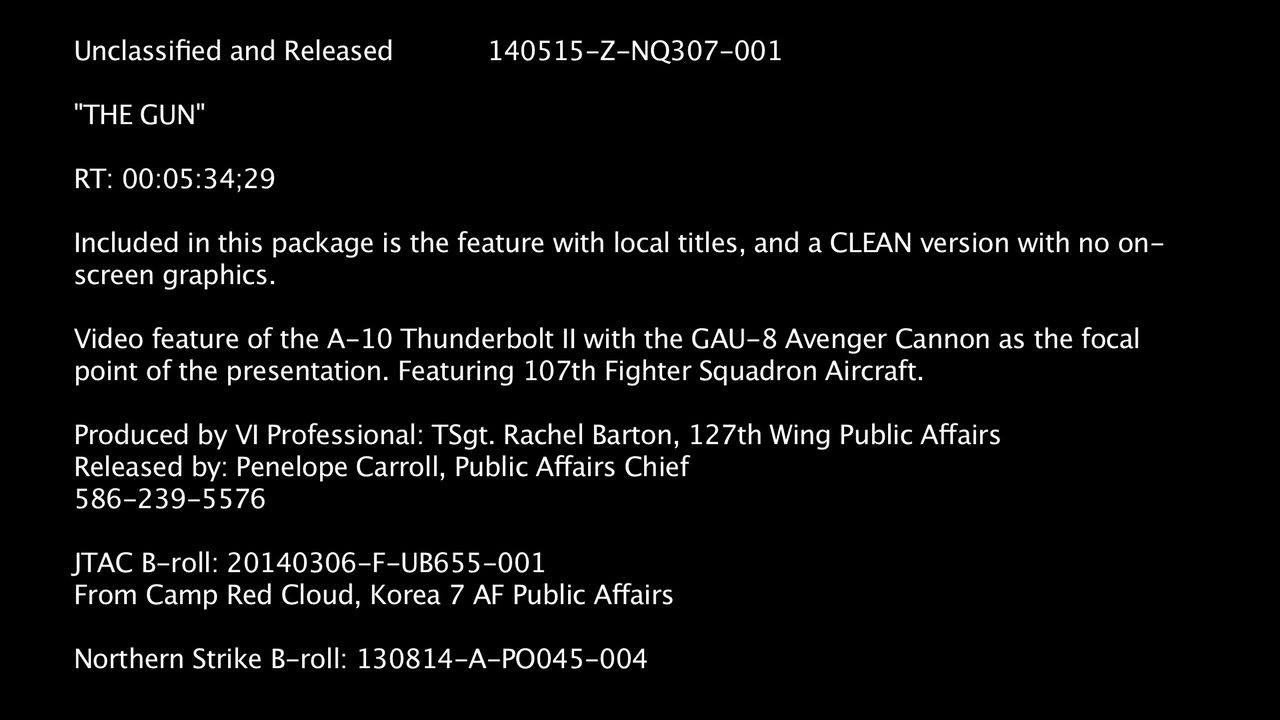 Unclassified and Released 140515-Z-NQ307-001
"THE GUN"
RT: 00:05:34;29
Included in this package is the feature with local titles, and a CLEAN version with no on-
screen graphics.
Video feature of the A-10 Thunderbolt II with the GAU-8 Avenger Cannon as the focal
point of the presentation. Featuring 107th Fighter Squadron Aircraft.
Produced by VI Professional: TSgt. Rachel Barton, 127th Wing Public Affairs
Released by: Penelope Carroll, Public Affairs Chief
586-239-5576
JTAC B-roll: 20140306-F-UB655-001
From Camp Red Cloud, Korea 7 AF Public Affairs
Northern Strike B-roll: 130814-A-PO045-004